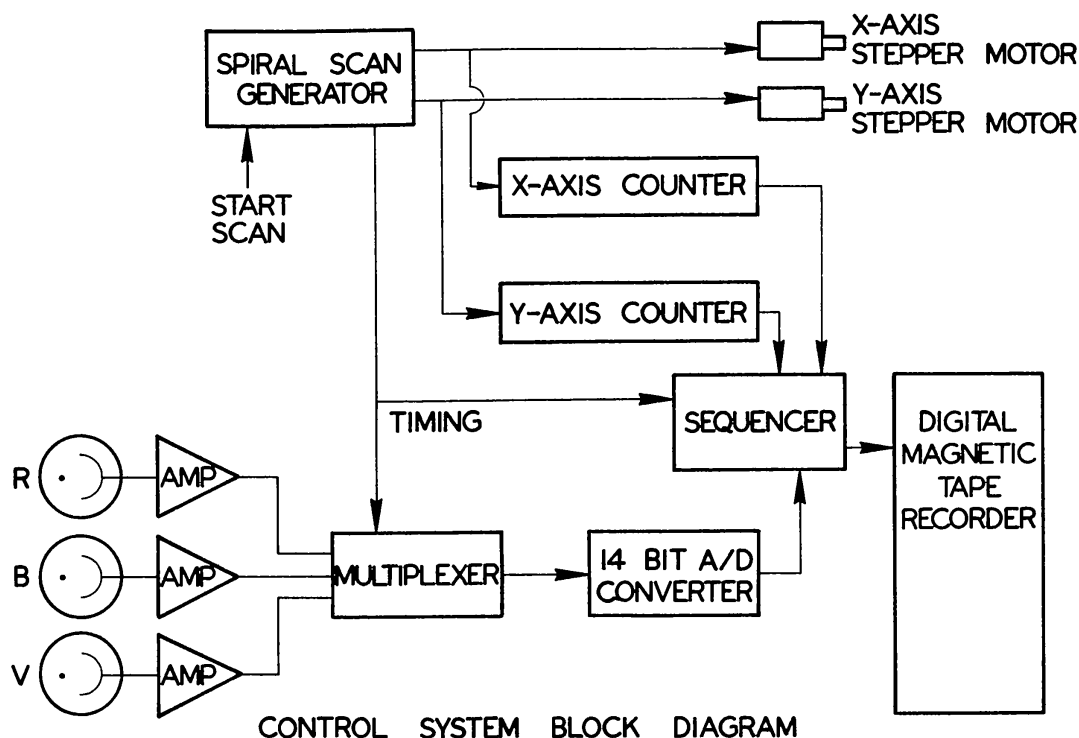 SPIRAL SCAN
GENERATOR
X-AXIS
STEPPER MOTOR
Y-AXIS
STEPPER MOTOR
START
SCAN
X-AXIS COUNTER
Y-AXIS COUNTER
TIMING
SEQUENCER
DIGITAL
MAGNETIC
TAPE
RECORDER
R
AMP
B
AMP
V
AMP
MULTIPLEXER
14 BIT A/D
CONVERTER
CONTROL SYSTEM BLOCK DIAGRAM